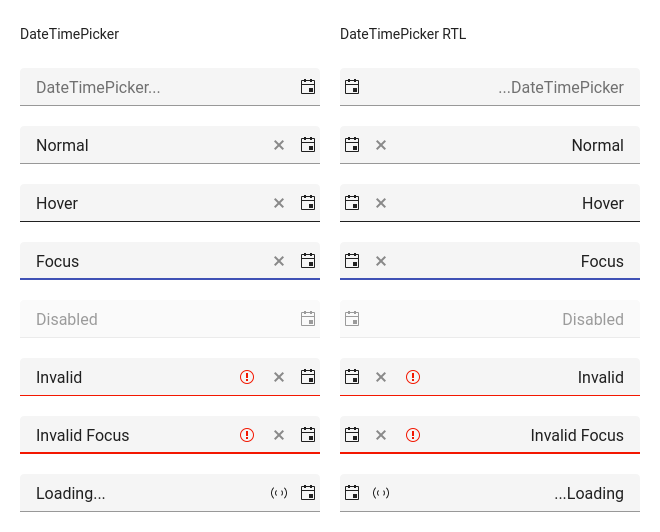 DateTimePicker
DateTimePicker...
Normal
Hover
Focus
Disabled
Invalid
Invalid Focus
Loading...
DateTimePicker RTL
...DateTimePicker
Normal
Hover
Focus
Disabled
Invalid
Invalid Focus
...Loading